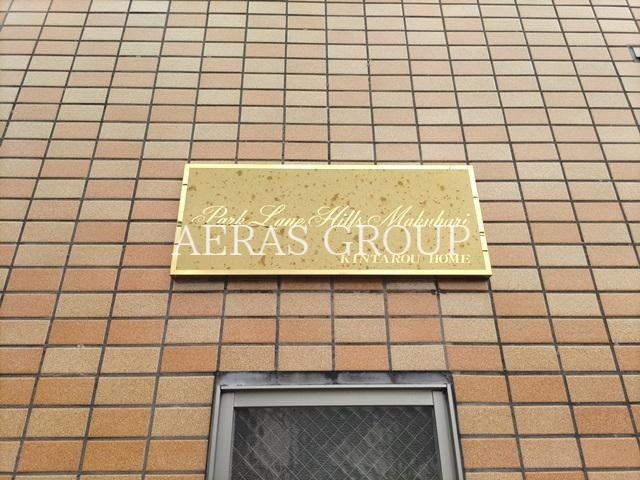 Park Lane Hills Makuhari
AERAS GROUP
KINTAROU HOME